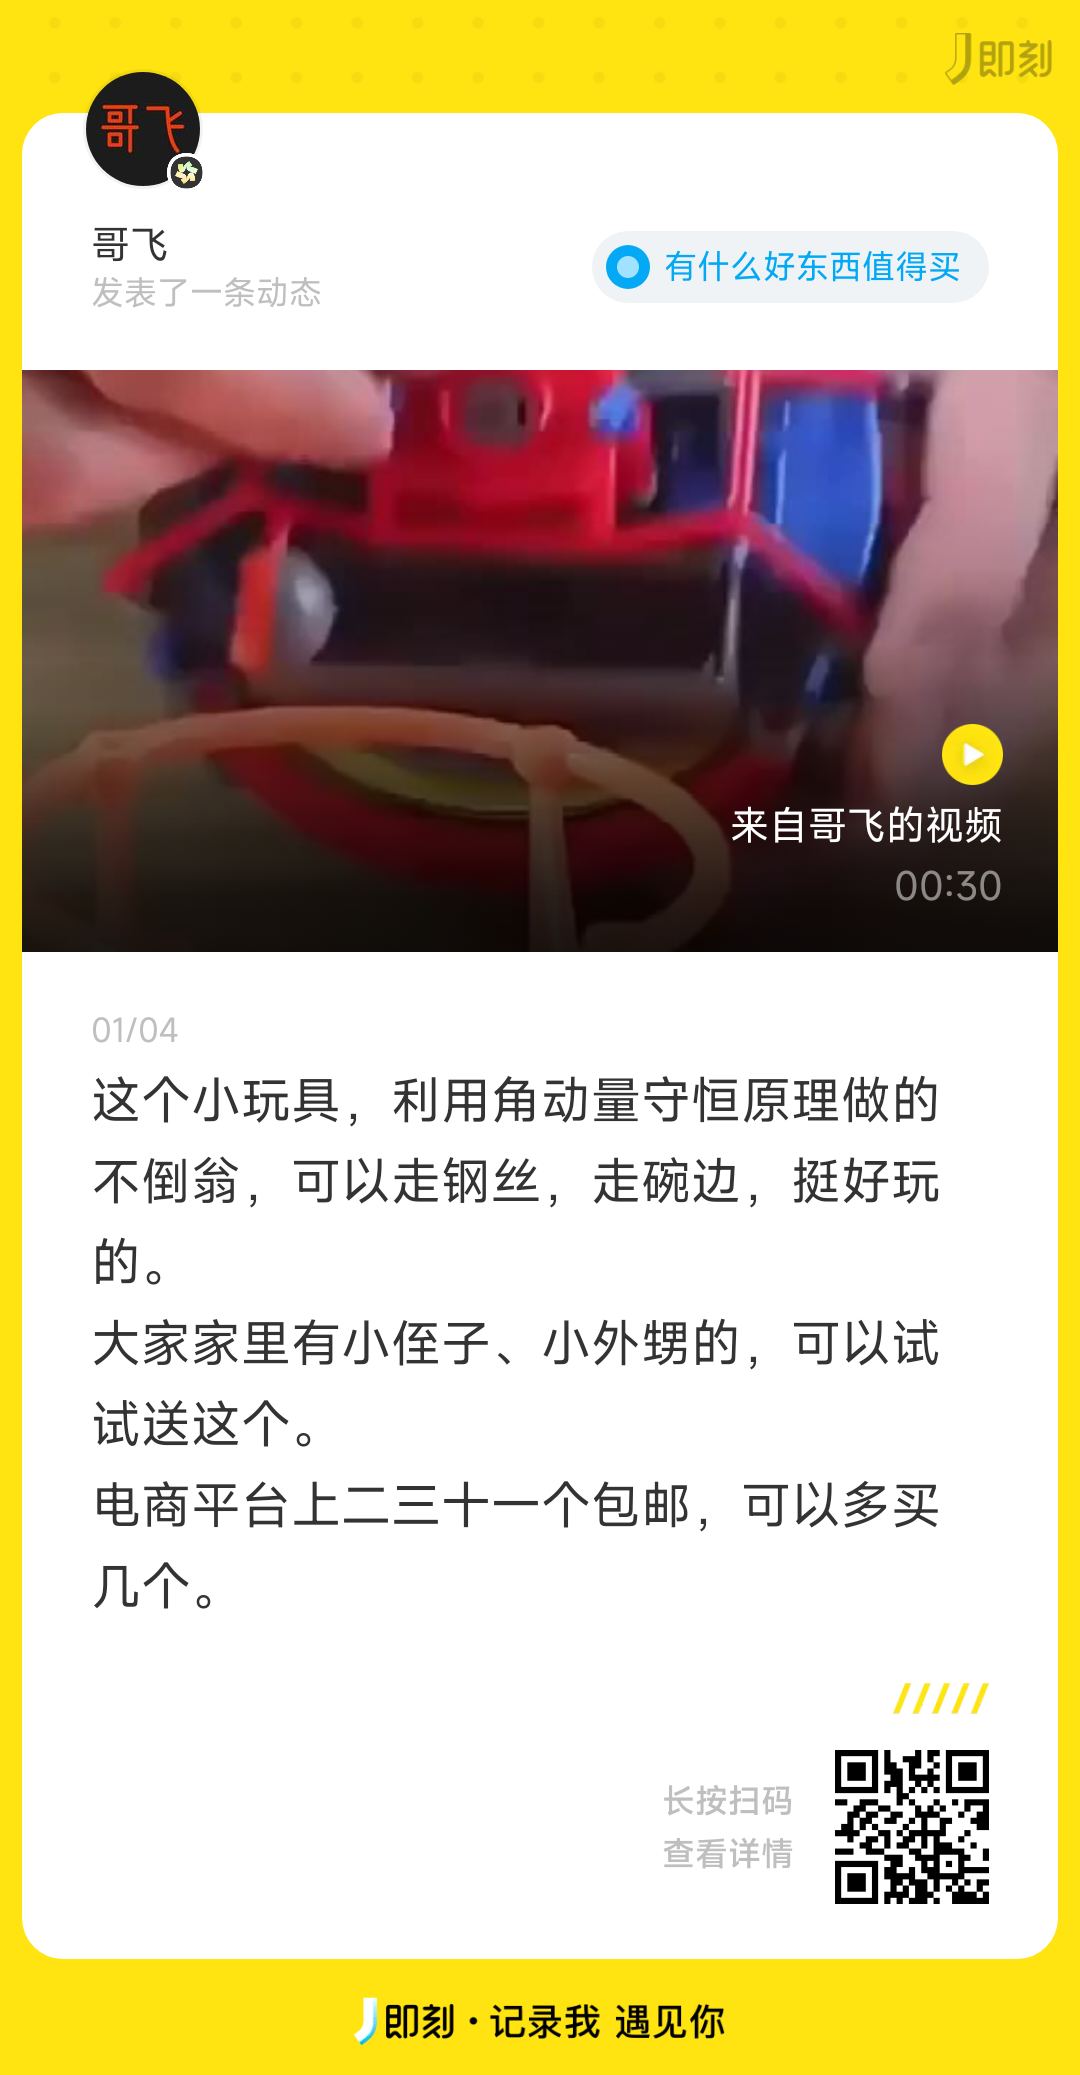 即刻
哥飞
哥飞
发表了一条动态
有什么好东西值得买
来自哥飞的视频
00:30
01/04
这个小玩具，利用角动量守恒原理做的
不倒翁，可以走钢丝，走碗边，挺好玩
的。
大家家里有小侄子、小外甥的，可以试
试送这个。
电商平台上二三十一个包邮，可以多买
几个。
长按扫码
查看详情
即刻·记录我 遇见你